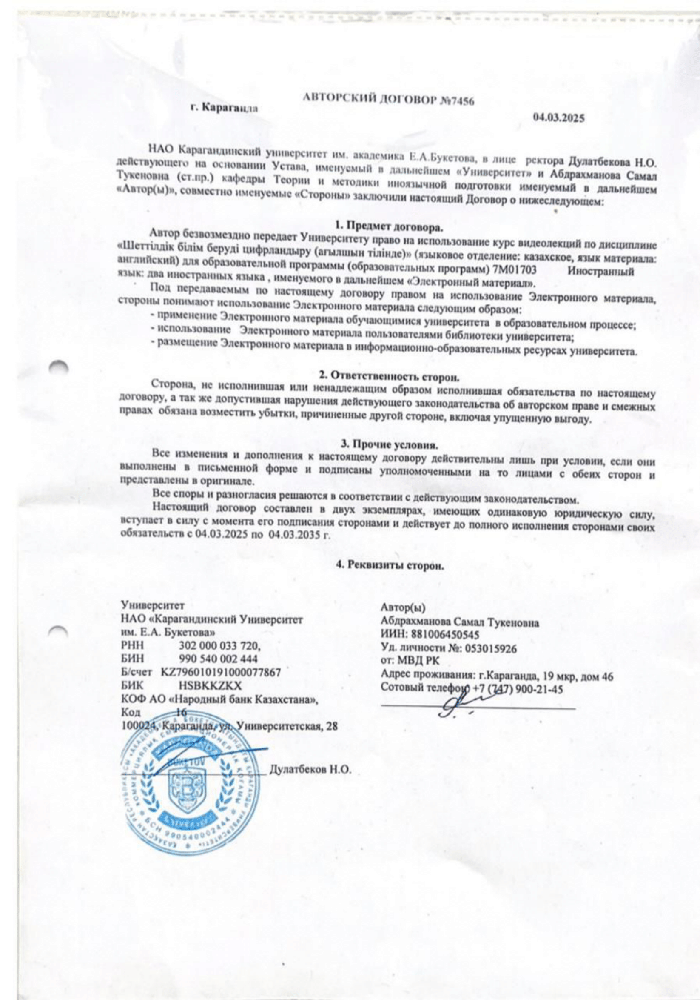 АВТОРСКИЙ ДОГОВОР №7456
г. Караганда
04.03.2025
НАО Карагандинский университет им. академика Е.А.Букетова, в лице ректора Дулатбекова Н.О.
действующего на основании Устава, именуемый в дальнейшем «Университет» и Абдрахманова Самал
Тукеновна (ст.пр.) кафедры Теории и методики иноязычной подготовки именуемый в дальнейшем
«Автор(ы)», совместно именуемые «Стороны» заключили настоящий Договор о нижеследующем:
1. Предмет договора.
Автор безвозмездно передает Университету право на использование курс видеолекций по дисциплине
«Шеттілдік білім беруді цифрландыру (ағылшын тілінде)» (языковое отделение: казахское, язык материала:
английский) для образовательной программы (образовательных программ) 7М01703 Иностранный
язык: два иностранных языка , именуемого в дальнейшем «Электронный материал».
Под передаваемым по настоящему договору правом на использование Электронного материала,
стороны понимают использование Электронного материала следующим образом:
- применение Электронного материала обучающимися университета в образовательном процессе;
- использование Электронного материала пользователями библиотеки университета;
- размещение Электронного материала в информационно-образовательных ресурсах университета.
2. Ответственность сторон.
Сторона, не исполнившая или ненадлежащим образом исполнившая обязательства по настоящему
договору, а так же допустившая нарушения действующего законодательства об авторском праве и смежных
правах обязана возместить убытки, причиненные другой стороне, включая упущенную выгоду.
3. Прочие условия.
Все изменения и дополнения к настоящему договору действительны лишь при условии, если они
выполнены в письменной форме и подписаны уполномоченными на то лицами с обеих сторон и
представлены в оригинале.
Все споры и разногласия решаются в соответствии с действующим законодательством.
Настоящий договор составлен в двух экземплярах, имеющих одинаковую юридическую силу,
вступает в силу с момента его подписания сторонами и действует до полного исполнения сторонами своих
обязательств с 04.03.2025 по 04.03.2035 г.
4. Реквизиты сторон.
Университет
НАО «Карагандинский Университет
им. Е.А. Букетова»
РНН 302 000 033 720,
БИН 990 540 002 444
Б/счет KZ796010191000077867
БИК HSBKKZKX
КОФ АО «Народный банк Казахстана»,
Код 16
100024, Караганда, ул. Университетская, 28
Дулатбеков Н.О.
Автор(ы)
Абдрахманова Самал Тукеновна
ИИН: 881006450545
Уд. личности №: 053015926
от: МВД РК
Адрес проживания: г.Караганда, 19 мкр, дом 46
Сотовый телефон: +7 (747) 900-21-45
KARAGANDA
BUKETOV
UNIVERSITY
БСН 990540002444